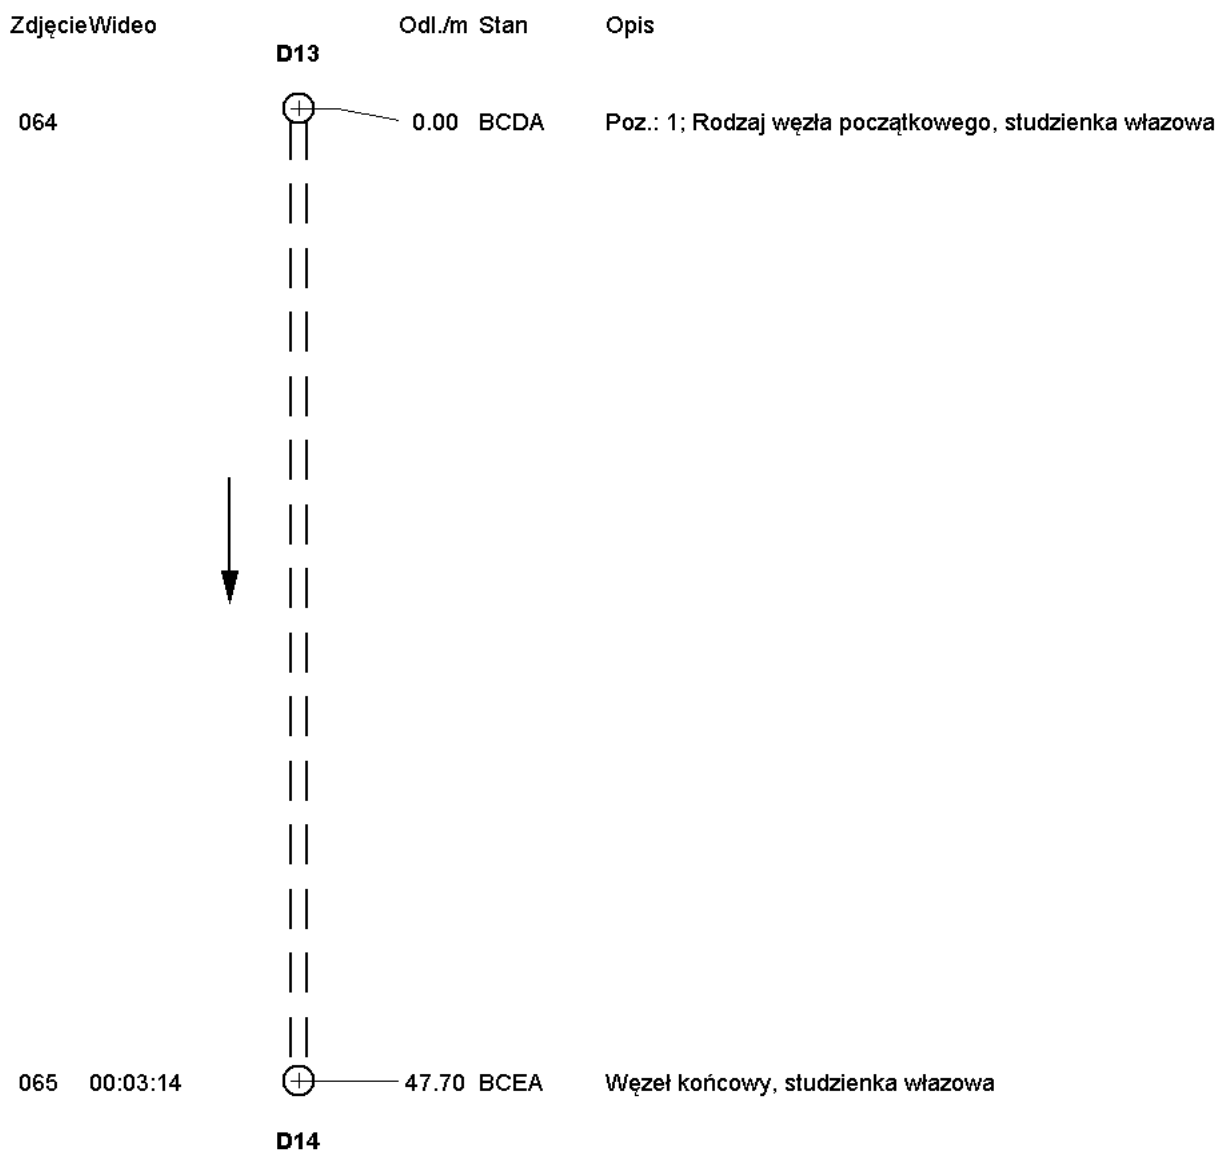 Zdjęcie Wideo Odl./m Stan Opis
D13
064 0.00 BCDA Poz.: 1; Rodzaj węzła początkowego, studzienka włazowa
065 00:03:14 47.70 BCEA Węzeł końcowy, studzienka włazowa
D14